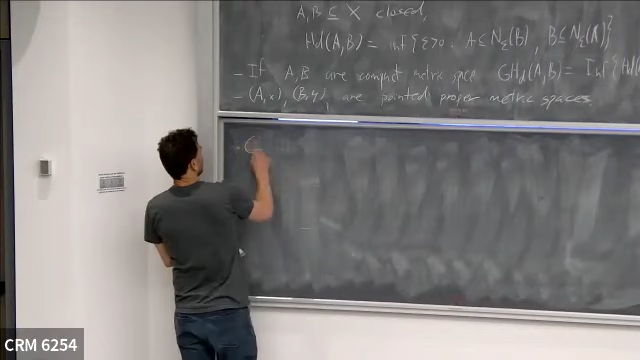 A, B ⊆ X closed,
Hd(A,B) = inf{ε>0 : A ⊆ N_ε(B), B ⊆ N_ε(A)}
- If A, B are compact metric space GHd(A,B) = Inf{Hd(
- (A,x), (B,y), are pointed proper metric spaces
CRM 6254